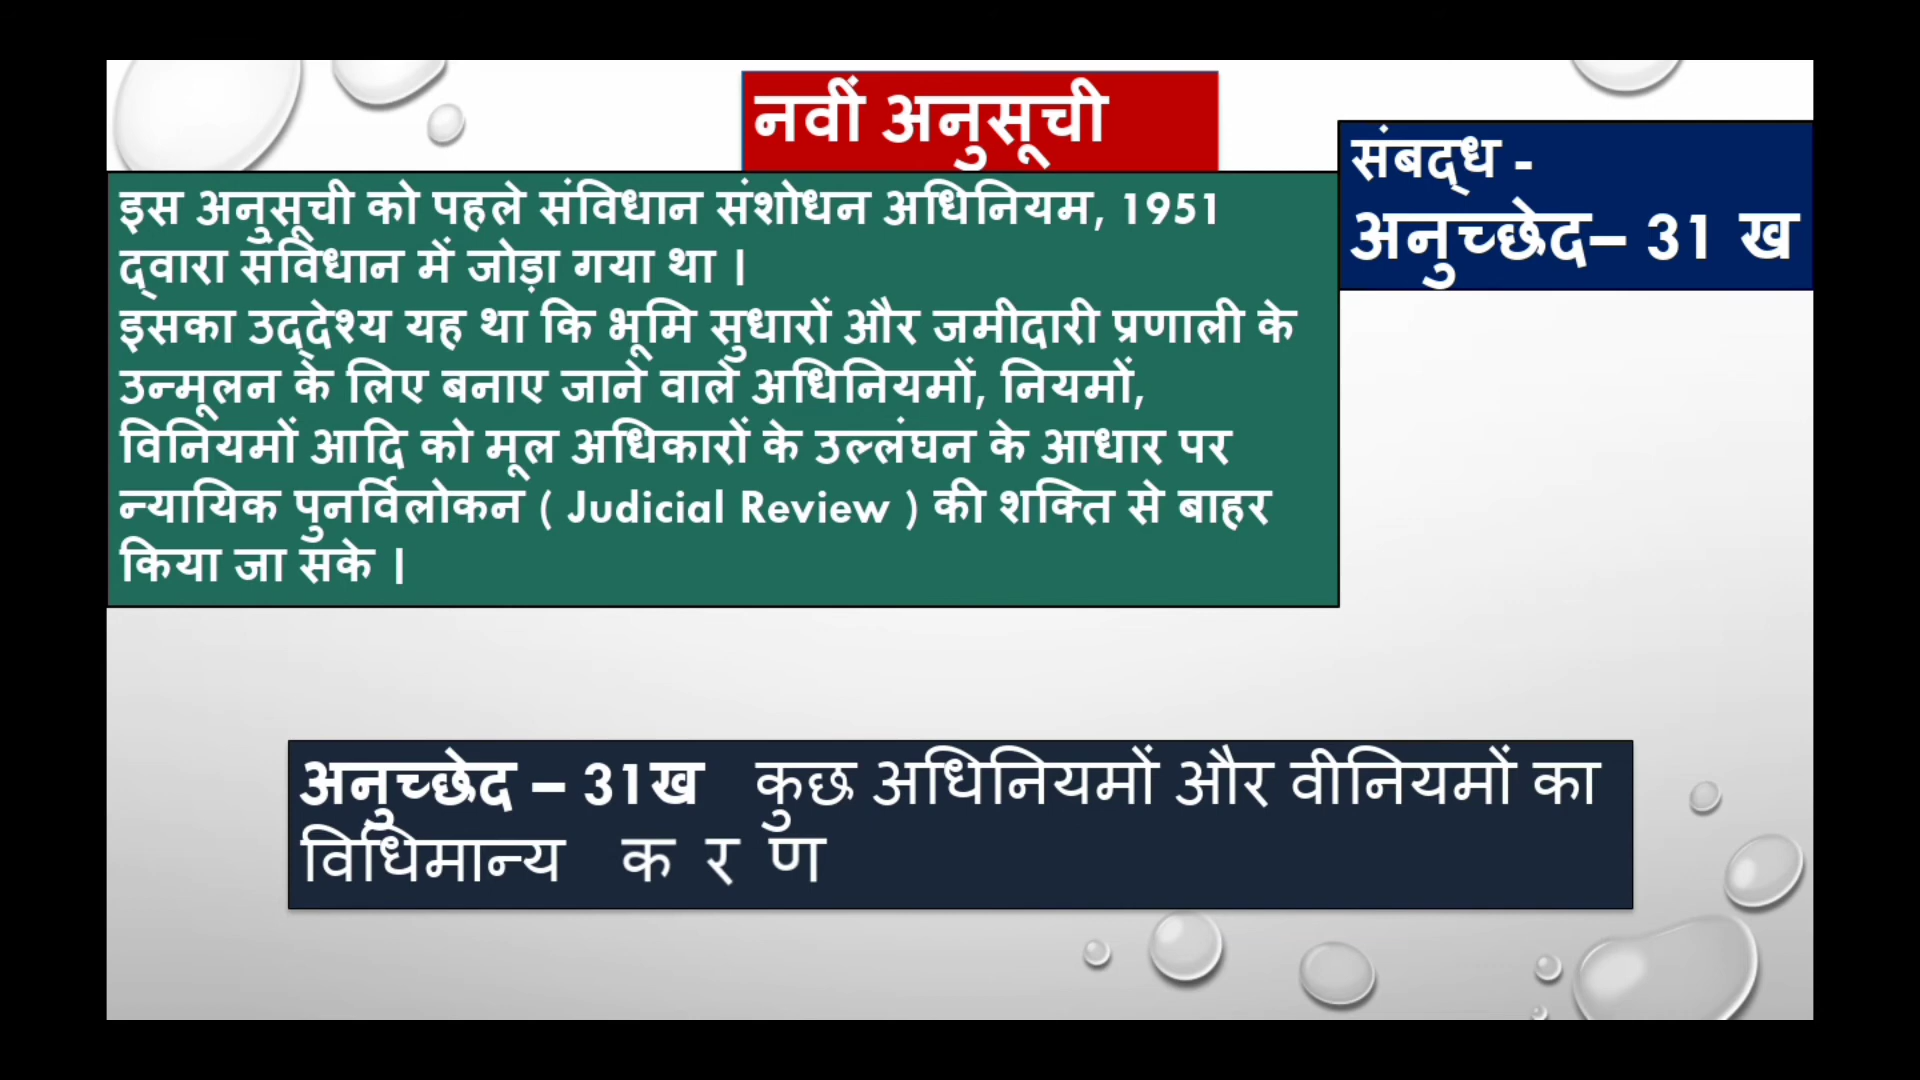 नवीं अनुसूची
संबद्ध -
अनुच्छेद– 31 ख
इस अनुसूची को पहले संविधान संशोधन अधिनियम, 1951
द्वारा संविधान में जोड़ा गया था |
इसका उद्देश्य यह था कि भूमि सुधारों और जमीदारी प्रणाली के
उन्मूलन के लिए बनाए जाने वाले अधिनियमों, नियमों,
विनियमों आदि को मूल अधिकारों के उल्लंघन के आधार पर
न्यायिक पुनर्विलोकन ( Judicial Review ) की शक्ति से बाहर
किया जा सके |
अनुच्छेद – 31ख कुछ अधिनियमों और वीनियमों का
विधिमान्य क र ण